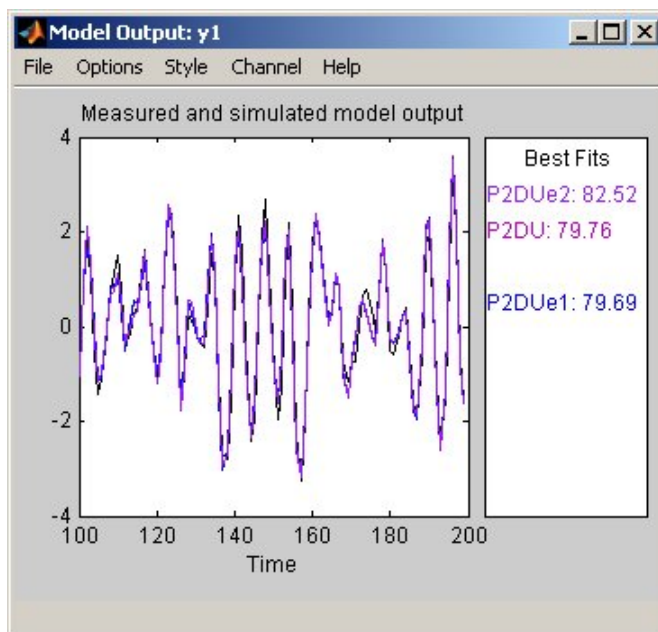 Model Output: y1
File Options Style Channel Help
Measured and simulated model output
4
2
0
-2
-4
100 120 140 160 180 200
Time
Best Fits
P2DUe2: 82.52
P2DU: 79.76
P2DUe1: 79.69